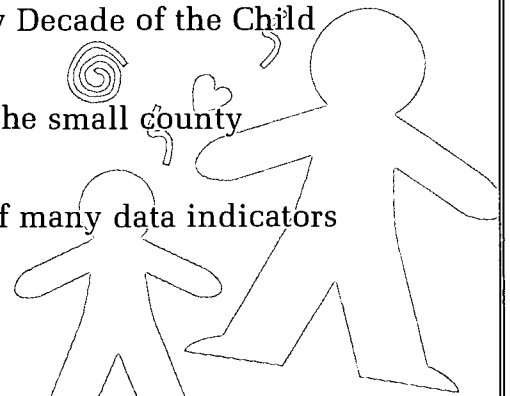 Decade of the Child
he small county
f many data indicators